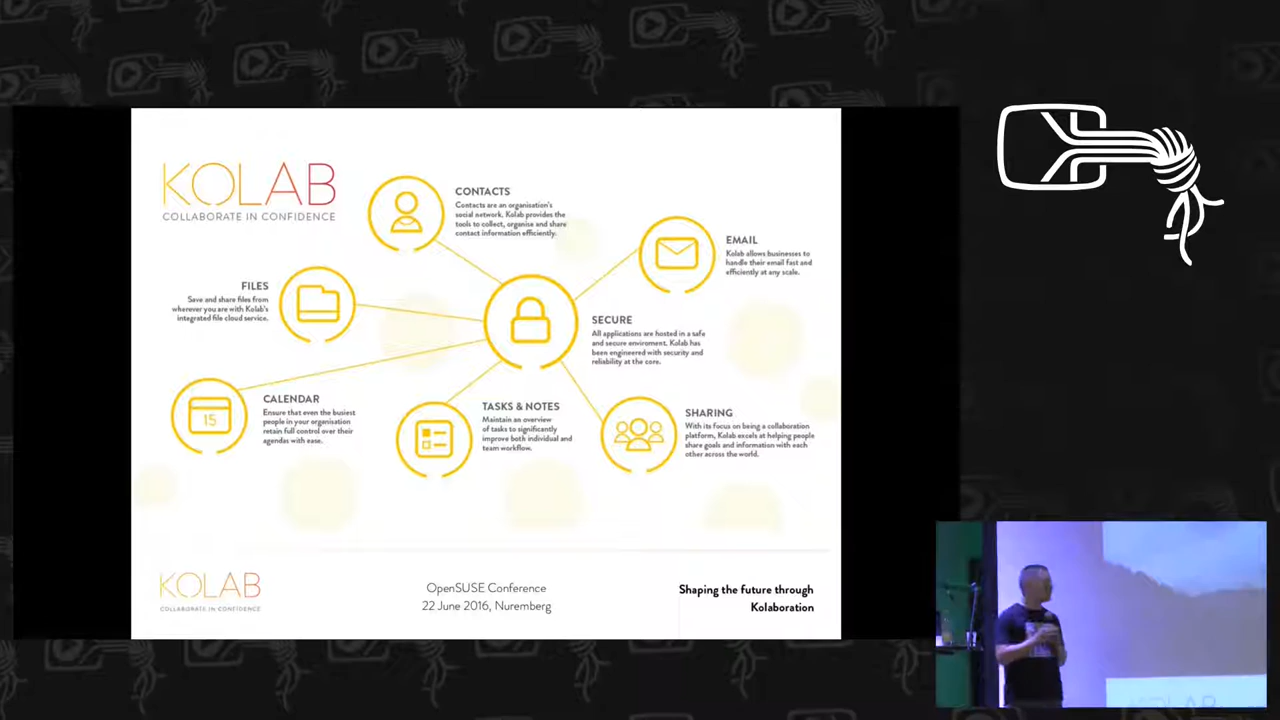 KOLAB
COLLABORATE IN CONFIDENCE
CONTACTS
Contacts are an organisation's
social network. Kolab provides the
tools to collect, organise and share
contact information efficiently.
EMAIL
Kolab allows businesses to
handle their email fast and
efficiently at any scale.
FILES
Save and share files from
wherever you are with Kolab's
integrated file cloud service.
SECURE
All applications are hosted in a safe
and secure enviroment. Kolab has
been engineered with security and
reliability at the core.
CALENDAR
Ensure that even the busiest
people in your organisation
retain full control over their
agendas with ease.
15
TASKS & NOTES
Maintain an overview
of tasks to significantly
improve both individual and
team workflow.
SHARING
With its focus on being a collaboration
platform, Kolab excels at helping people
share goals and information with each
other across the world.
KOLAB
COLLABORATE IN CONFIDENCE
OpenSUSE Conference
22 June 2016, Nuremberg
Shaping the future through
Kolaboration
KOLAB